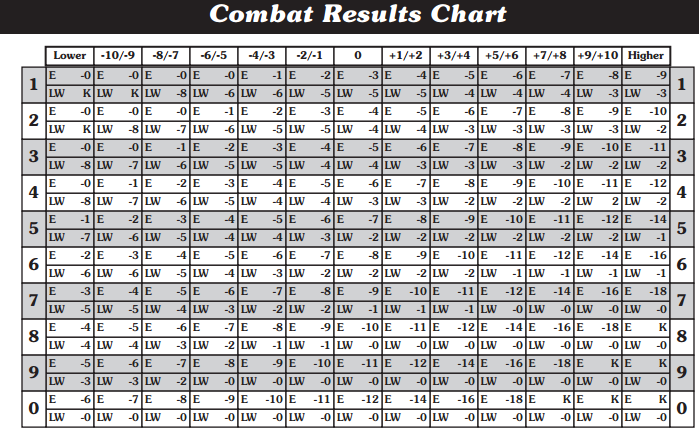 Combat Results Chart
Lower -10/-9 -8/-7 -6/-5 -4/-3 -2/-1 0 +1/+2 +3/+4 +5/+6 +7/+8 +9/+10 Higher
1 E -0 E -0 E -0 E -0 E -1 E -2 E -3 E -4 E -5 E -6 E -7 E -8 E -9 1
LW K LW K LW -8 LW -6 LW -6 LW -5 LW -5 LW -5 LW -4 LW -4 LW -4 LW -3 LW -3
2 E -0 E -0 E -0 E -1 E -2 E -3 E -4 E -5 E -6 E -7 E -8 E -9 E -10 2
LW K LW -8 LW -7 LW -6 LW -5 LW -5 LW -4 LW -4 LW -3 LW -3 LW -3 LW -3 LW -2
3 E -0 E -0 E -1 E -2 E -3 E -4 E -5 E -6 E -7 E -8 E -9 E -10 E -11 3
LW -8 LW -7 LW -6 LW -5 LW -5 LW -4 LW -4 LW -3 LW -3 LW -3 LW -2 LW -2 LW -2
4 E -0 E -1 E -2 E -3 E -4 E -5 E -6 E -7 E -8 E -9 E -10 E -11 E -12 4
LW -8 LW -7 LW -6 LW -5 LW -4 LW -4 LW -3 LW -3 LW -2 LW -2 LW -2 LW 2 LW -2
5 E -1 E -2 E -3 E -4 E -5 E -6 E -7 E -8 E -9 E -10 E -11 E -12 E -14 5
LW -7 LW -6 LW -5 LW -4 LW -4 LW -3 LW -2 LW -2 LW -2 LW -2 LW -2 LW -2 LW -1
6 E -2 E -3 E -4 E -5 E -6 E -7 E -8 E -9 E -10 E -11 E -12 E -14 E -16 6
LW -6 LW -6 LW -5 LW -4 LW -3 LW -2 LW -2 LW -2 LW -2 LW -1 LW -1 LW -1 LW -1
7 E -3 E -4 E -5 E -6 E -7 E -8 E -9 E -10 E -11 E -12 E -14 E -16 E -18 7
LW -5 LW -5 LW -4 LW -3 LW -2 LW -2 LW -1 LW -1 LW -1 LW -0 LW -0 LW -0 LW -0
8 E -4 E -5 E -6 E -7 E -8 E -9 E -10 E -11 E -12 E -14 E -16 E -18 E K 8
LW -4 LW -4 LW -3 LW -2 LW -1 LW -1 LW -0 LW -0 LW -0 LW -0 LW -0 LW -0 LW -0
9 E -5 E -6 E -7 E -8 E -9 E -10 E -11 E -12 E -14 E -16 E -18 E K E K 9
LW -3 LW -3 LW -2 LW -0 LW -0 LW -0 LW -0 LW -0 LW -0 LW -0 LW -0 LW -0 LW -0
0 E -6 E -7 E -8 E -9 E -10 E -11 E -12 E -14 E -16 E -18 E K E K E K 0
LW -0 LW -0 LW -0 LW -0 LW -0 LW -0 LW -0 LW -0 LW -0 LW -0 LW -0 LW -0 LW -0